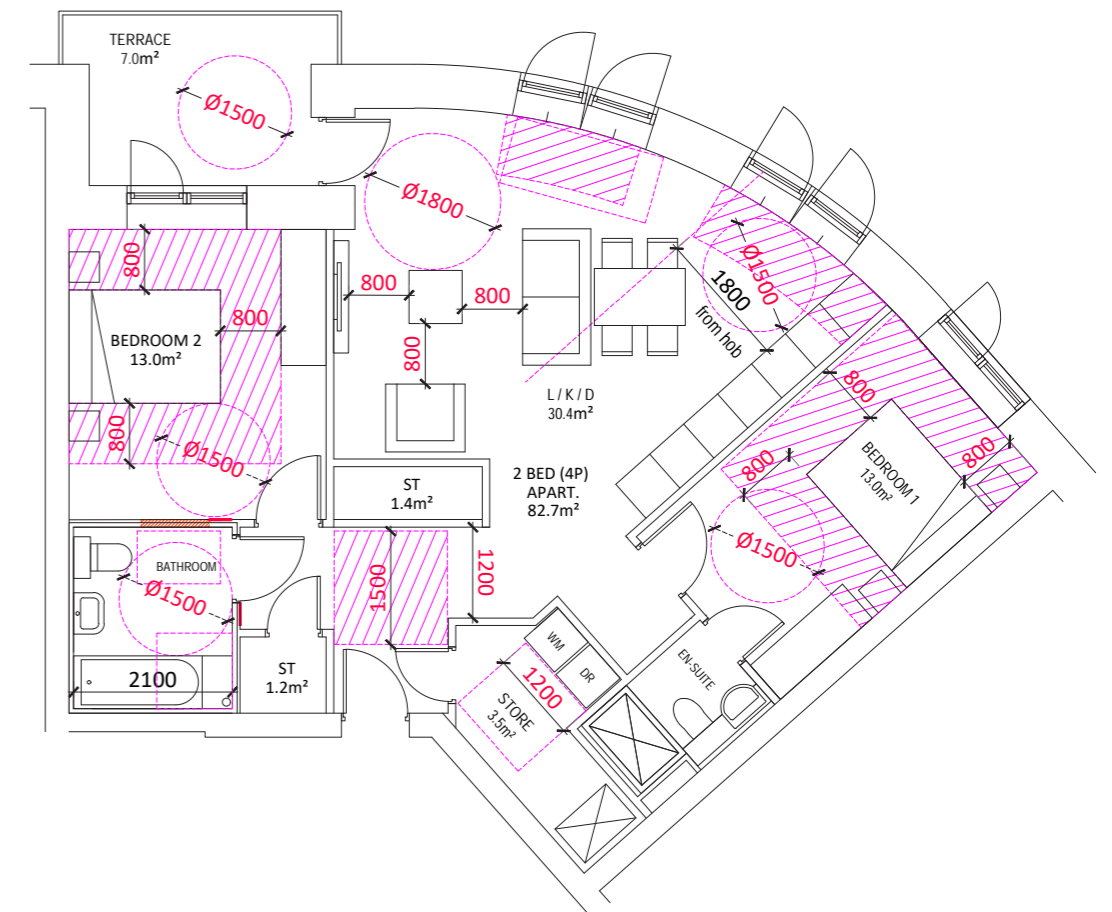 TERRACE
7.0m²
Ø1500
Ø1800
800
800
BEDROOM 2
13.0m²
800
Ø1500
800
800
800
Ø1500
1800
from hob
L / K / D
30.4m²
800
800
800
BEDROOM 1
13.0m²
ST
1.4m²
2 BED (4P)
APART.
82.7m²
Ø1500
BATHROOM
Ø1500
1500
1200
2100
ST
1.2m²
WM
DR
1200
STORE
3.5m²
EN-SUITE